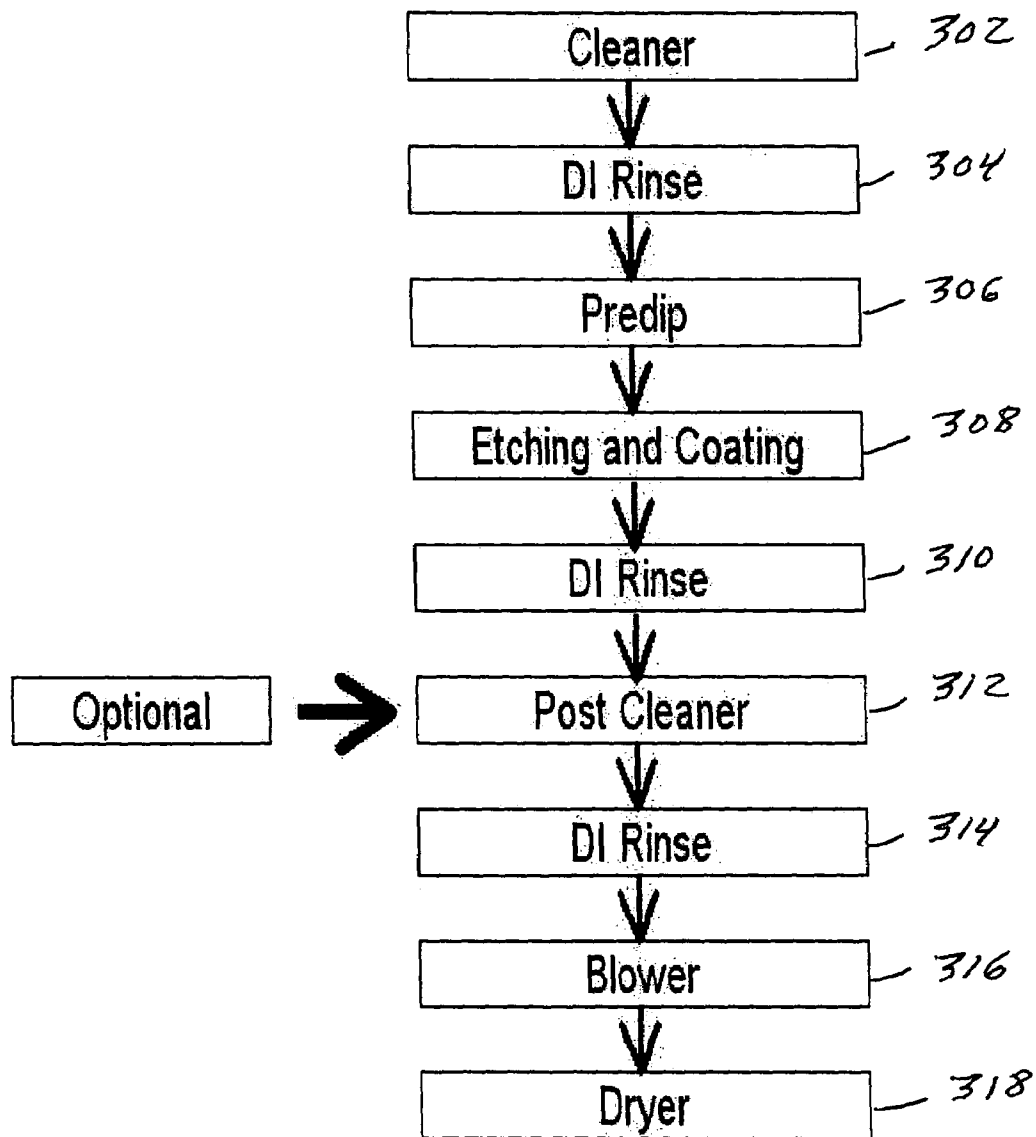 Cleaner 302
DI Rinse 304
Predip 306
Etching and Coating 308
DI Rinse 310
Optional Post Cleaner 312
DI Rinse 314
Blower 316
Dryer 318